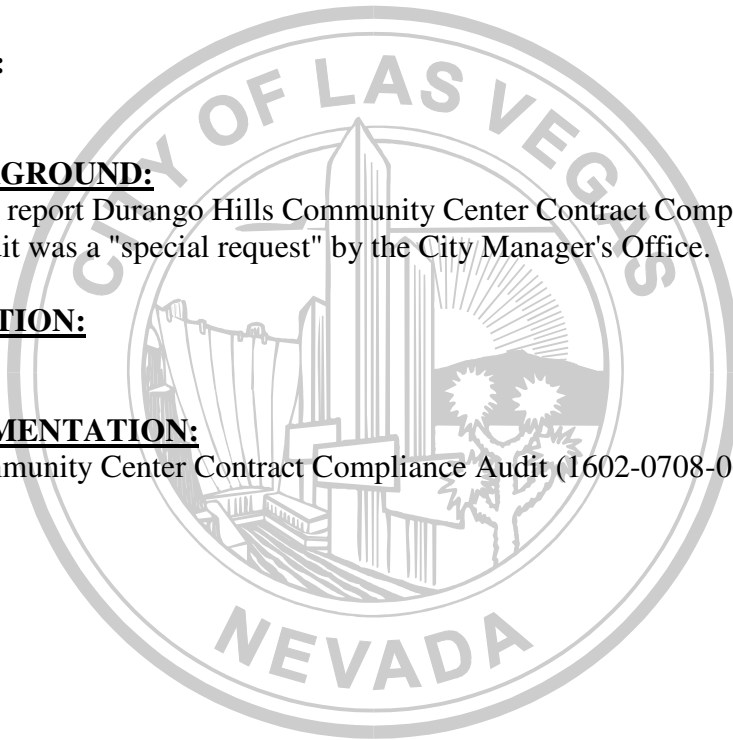 :
CITY OF LAS VEGAS
GROUND:
report Durango Hills Community Center Contract Comp
it was a "special request" by the City Manager's Office.
TION:
MENTATION:
munity Center Contract Compliance Audit (1602-0708-0
NEVADA